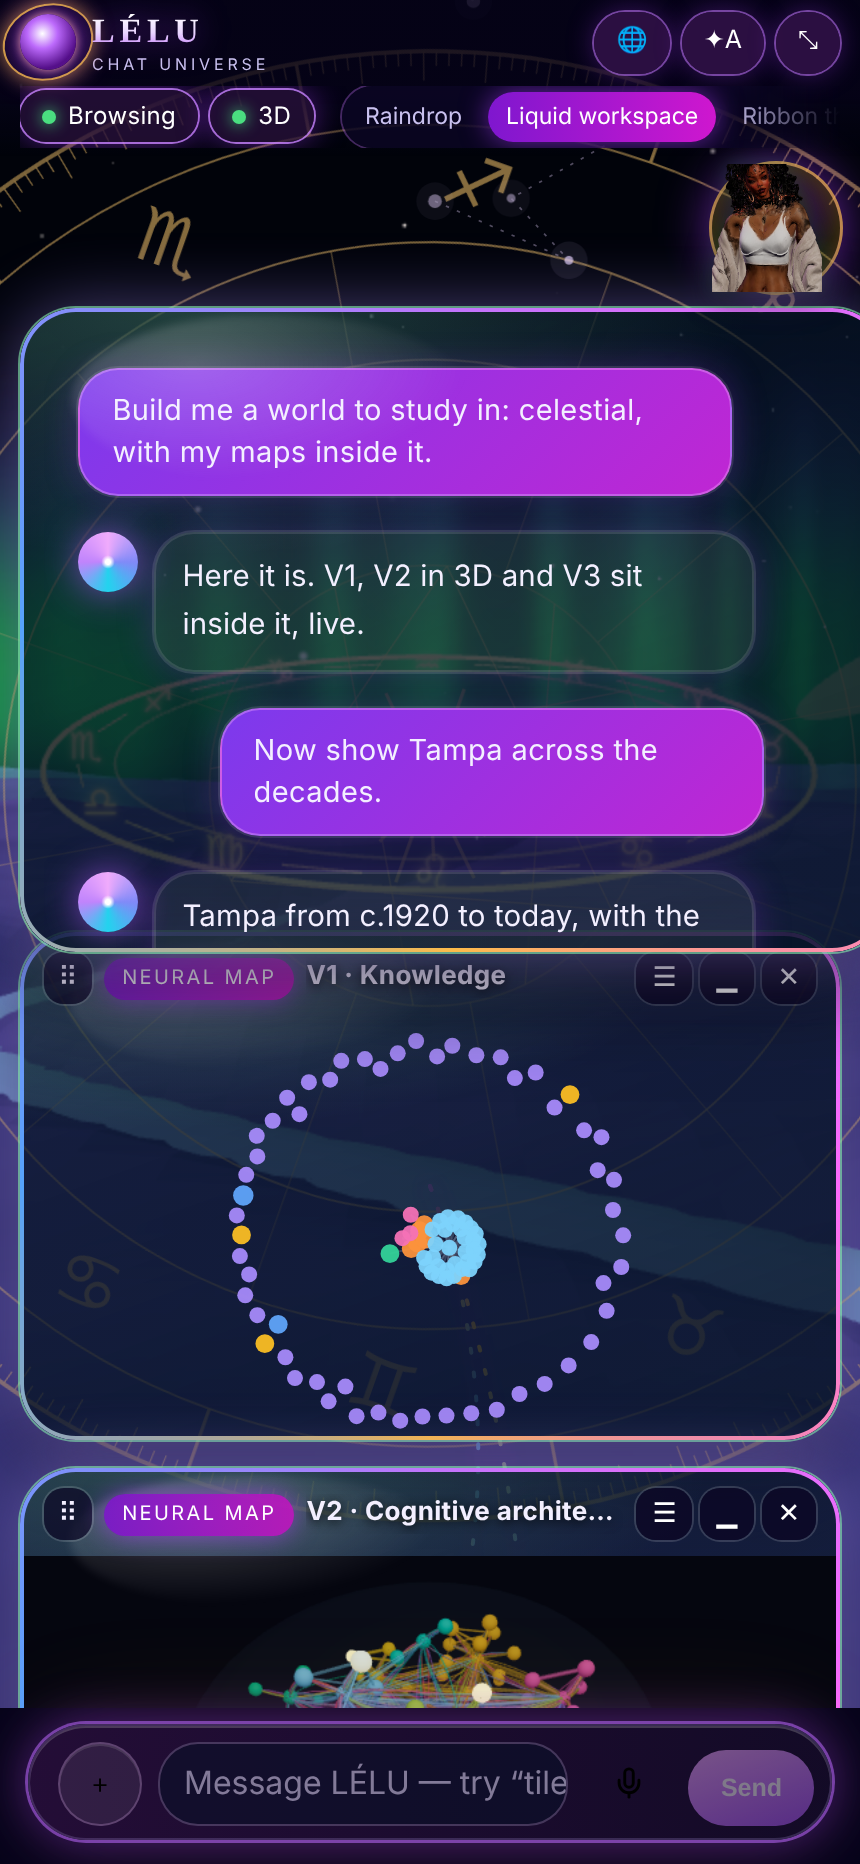 LÉLU
CHAT UNIVERSE
✦A
Browsing
3D
Raindrop
Liquid workspace
Ribbon
Build me a world to study in: celestial,
with my maps inside it.
Here it is. V1, V2 in 3D and V3 sit
inside it, live.
Now show Tampa across the
decades.
Tampa from c.1920 to today, with the
NEURAL MAP
V1 · Knowledge
NEURAL MAP
V2 · Cognitive archite...
Message LÉLU — try “tile
Send